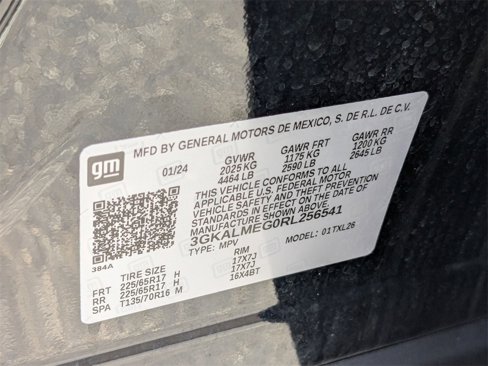 gm
MFD BY GENERAL MOTORS DE MEXICO, S. DE R.L. DE C.V.
01/24 GVWR GAWR FRT GAWR RR
2025 KG 1175 KG 1200 KG
4464 LB 2590 LB 2645 LB
THIS VEHICLE CONFORMS TO ALL
APPLICABLE U.S. FEDERAL MOTOR
VEHICLE SAFETY AND THEFT PREVENTION
STANDARDS IN EFFECT ON THE DATE OF
MANUFACTURE SHOWN ABOVE.
3GKALMEG0RL256541
TYPE: MPV MODEL: 01TXL26
384A
TIRE SIZE RIM
FRT 225/65R17 H 17X7J
RR 225/65R17 H 17X7J
SPA T135/70R16 M 16X4BT